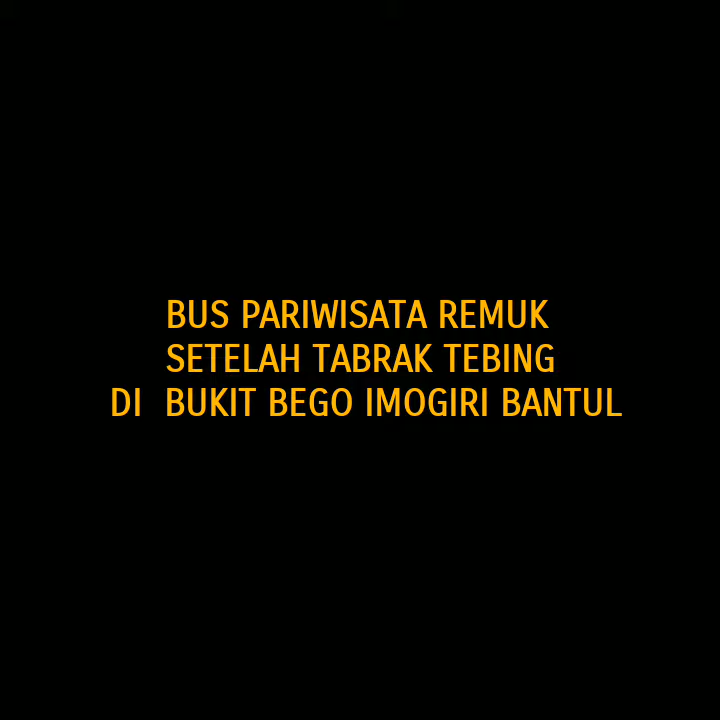 BUS PARIWISATA REMUK
SETELAH TABRAK TEBING
DI  BUKIT BEGO IMOGIRI BANTUL